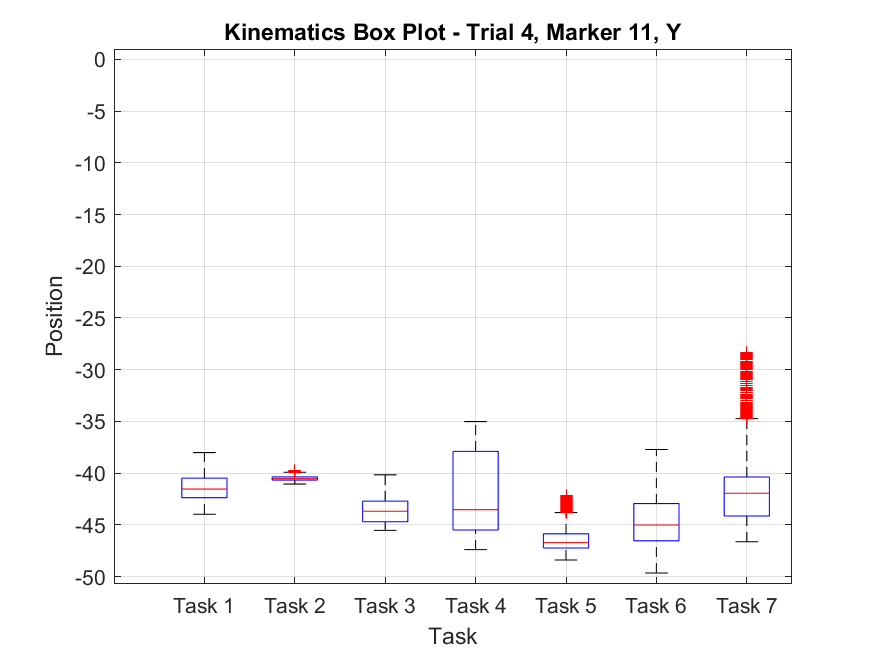 Kinematics Box Plot - Trial 4, Marker 11, Y
0
-5
-10
-15
-20
-25
-30
-35
-40
-45
-50
Position
Task 1 Task 2 Task 3 Task 4 Task 5 Task 6 Task 7
Task